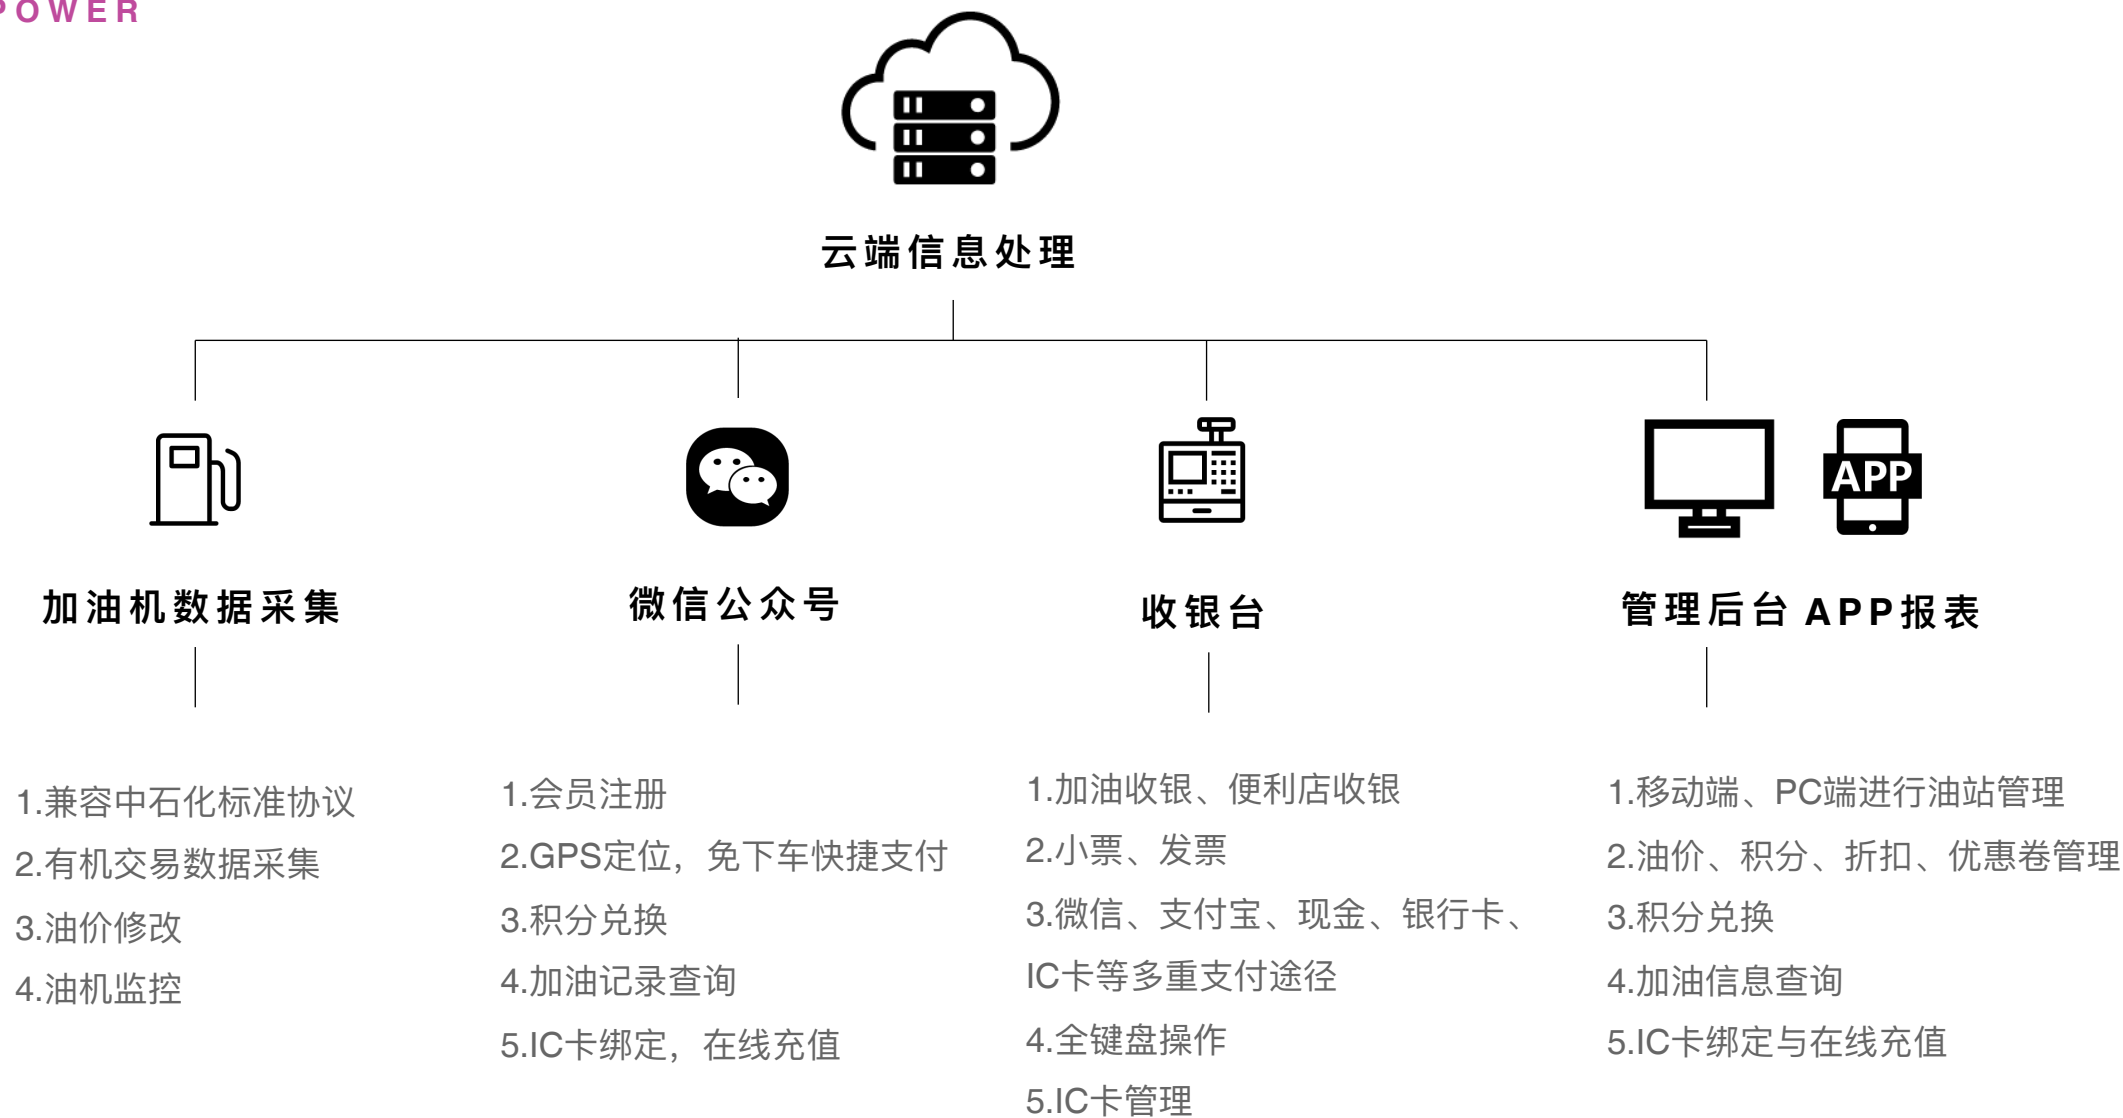 POWER
云端信息处理
APP
加油机数据采集
微信公众号
收银台
管理后台 APP报表
1.兼容中石化标准协议
2.有机交易数据采集
3.油价修改
4.油机监控
1.会员注册
2.GPS定位，免下车快捷支付
3.积分兑换
4.加油记录查询
5.IC卡绑定，在线充值
1.加油收银、便利店收银
2.小票、发票
3.微信、支付宝、现金、银行卡、
IC卡等多重支付途径
4.全键盘操作
5.IC卡管理
1.移动端、PC端进行油站管理
2.油价、积分、折扣、优惠卷管理
3.积分兑换
4.加油信息查询
5.IC卡绑定与在线充值